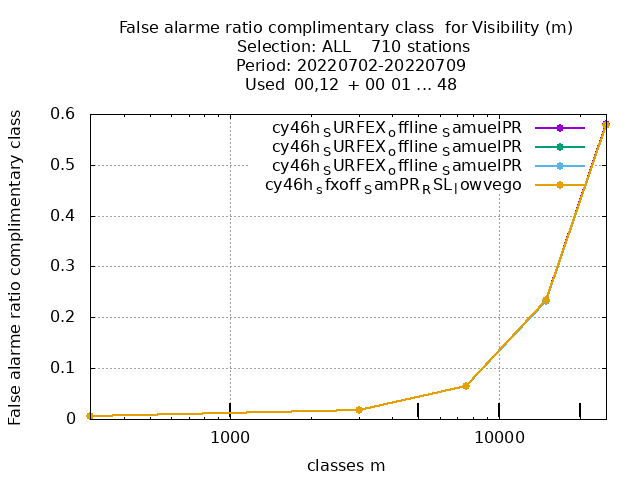 False alarme ratio complimentary class  for Visibility (m)
Selection: ALL    710 stations
Period: 20220702-20220709
Used  00,12  + 00 01 ... 48
False alarme ratio complimentary class
0.6
0.5
0.4
0.3
0.2
0.1
0
cy46h_SURFEX_offline_SamuelPR
cy46h_SURFEX_offline_SamuelPR
cy46h_SURFEX_offline_SamuelPR
cy46h_sfxoff_SamPR_RSL_lowvego
1000
10000
classes m